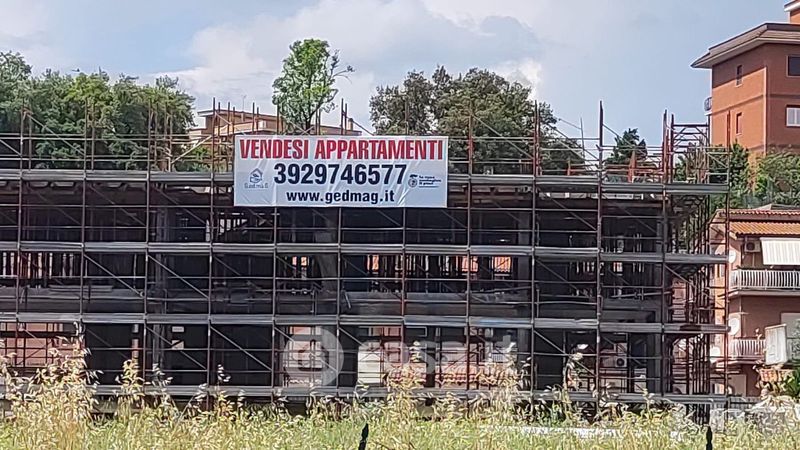 VENDESI APPARTAMENTI
3929746577
www.gedmag.it